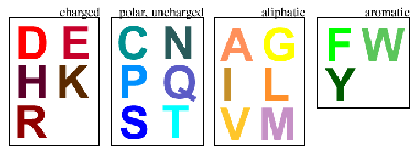 charged
D E
H K
R
polar, uncharged
C N
P Q
S T
aliphatic
A G
I L
V M
aromatic
F W
Y